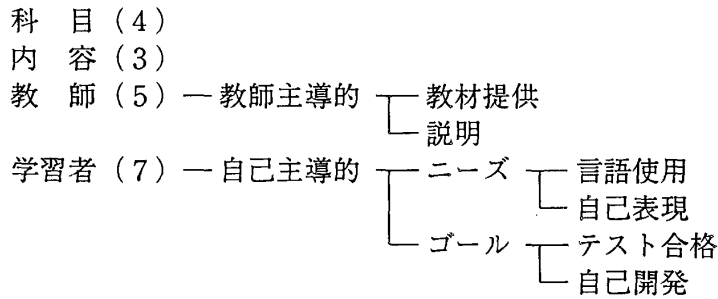 科　目（4）
内　容（3）
教　師（5）― 教師主導的　教材提供
説明
学習者（7）― 自己主導的　ニーズ　言語使用
自己表現
ゴール　テスト合格
自己開発